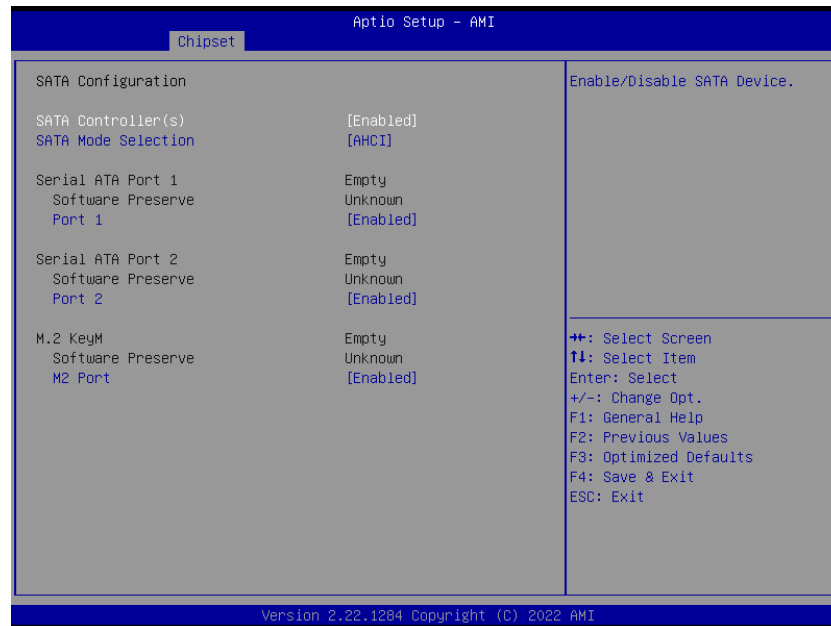 Aptio Setup - AMI
Chipset
SATA Configuration
SATA Controller(s) [Enabled]
SATA Mode Selection [AHCI]
Serial ATA Port 1 Empty
Software Preserve Unknown
Port 1 [Enabled]
Serial ATA Port 2 Empty
Software Preserve Unknown
Port 2 [Enabled]
M.2 KeyM Empty
Software Preserve Unknown
M2 Port [Enabled]
Enable/Disable SATA Device.
→←: Select Screen
↑↓: Select Item
Enter: Select
+/-: Change Opt.
F1: General Help
F2: Previous Values
F3: Optimized Defaults
F4: Save & Exit
ESC: Exit
Version 2.22.1284 Copyright (C) 2022 AMI